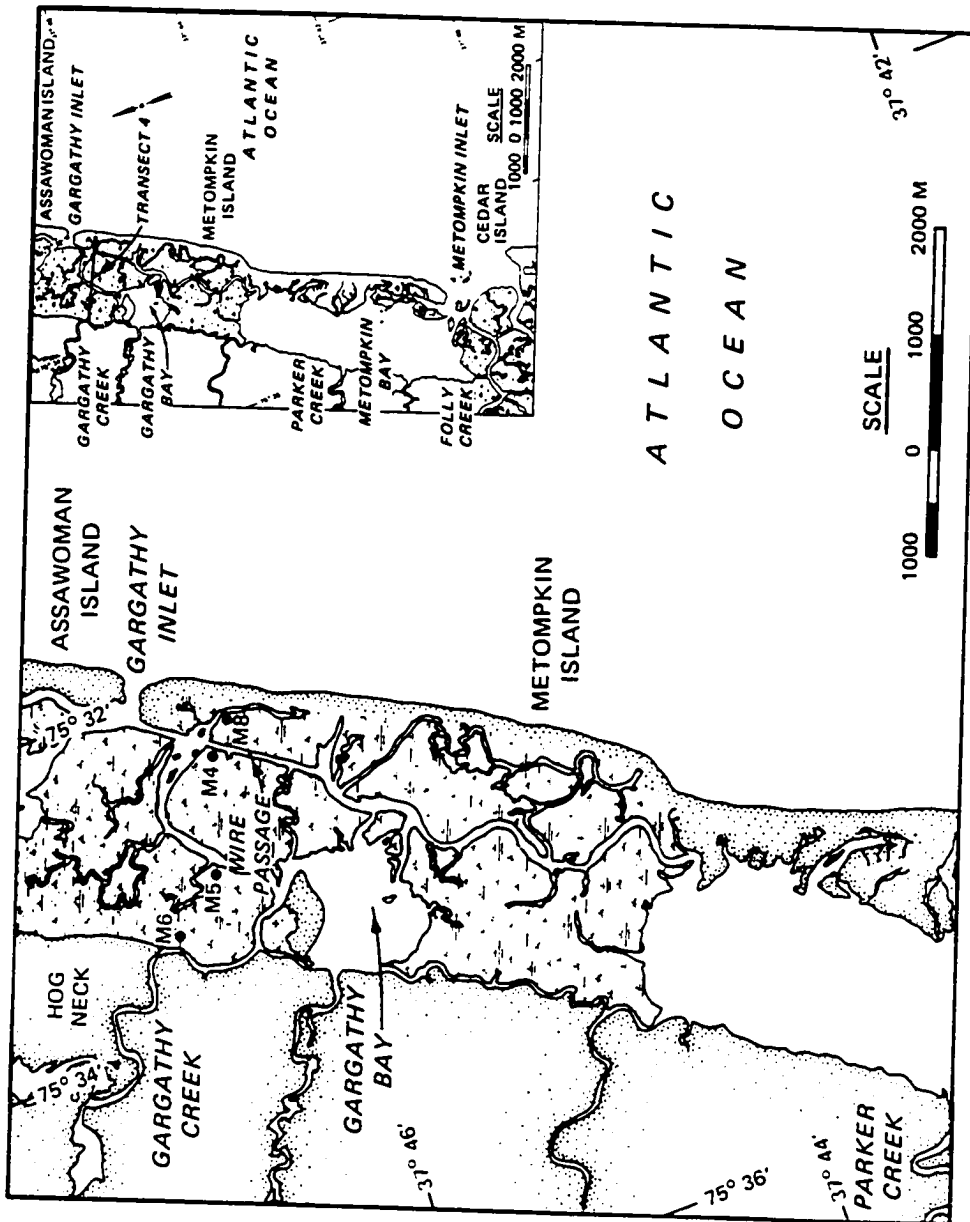 ASSAWOMAN ISLAND
GARGATHY INLET
TRANSECT 4
METOMPKIN
ISLAND
ATLANTIC
OCEAN
METOMPKIN INLET
CEDAR
ISLAND
SCALE
1000 0 1000 2000 M
GARGATHY
CREEK
GARGATHY
BAY
PARKER
CREEK
METOMPKIN
BAY
FOLLY
CREEK
ASSAWOMAN
ISLAND
GARGATHY
INLET
75° 32'
HOG
NECK
M6
M5
M4
M8
WIRE
PASSAGE
75° 34'
GARGATHY
CREEK
GARGATHY
BAY
METOMPKIN
ISLAND
ATLANTIC
OCEAN
37° 46'
75° 36'
37° 44'
PARKER
CREEK
37° 42'
SCALE
1000 0 1000 2000 M